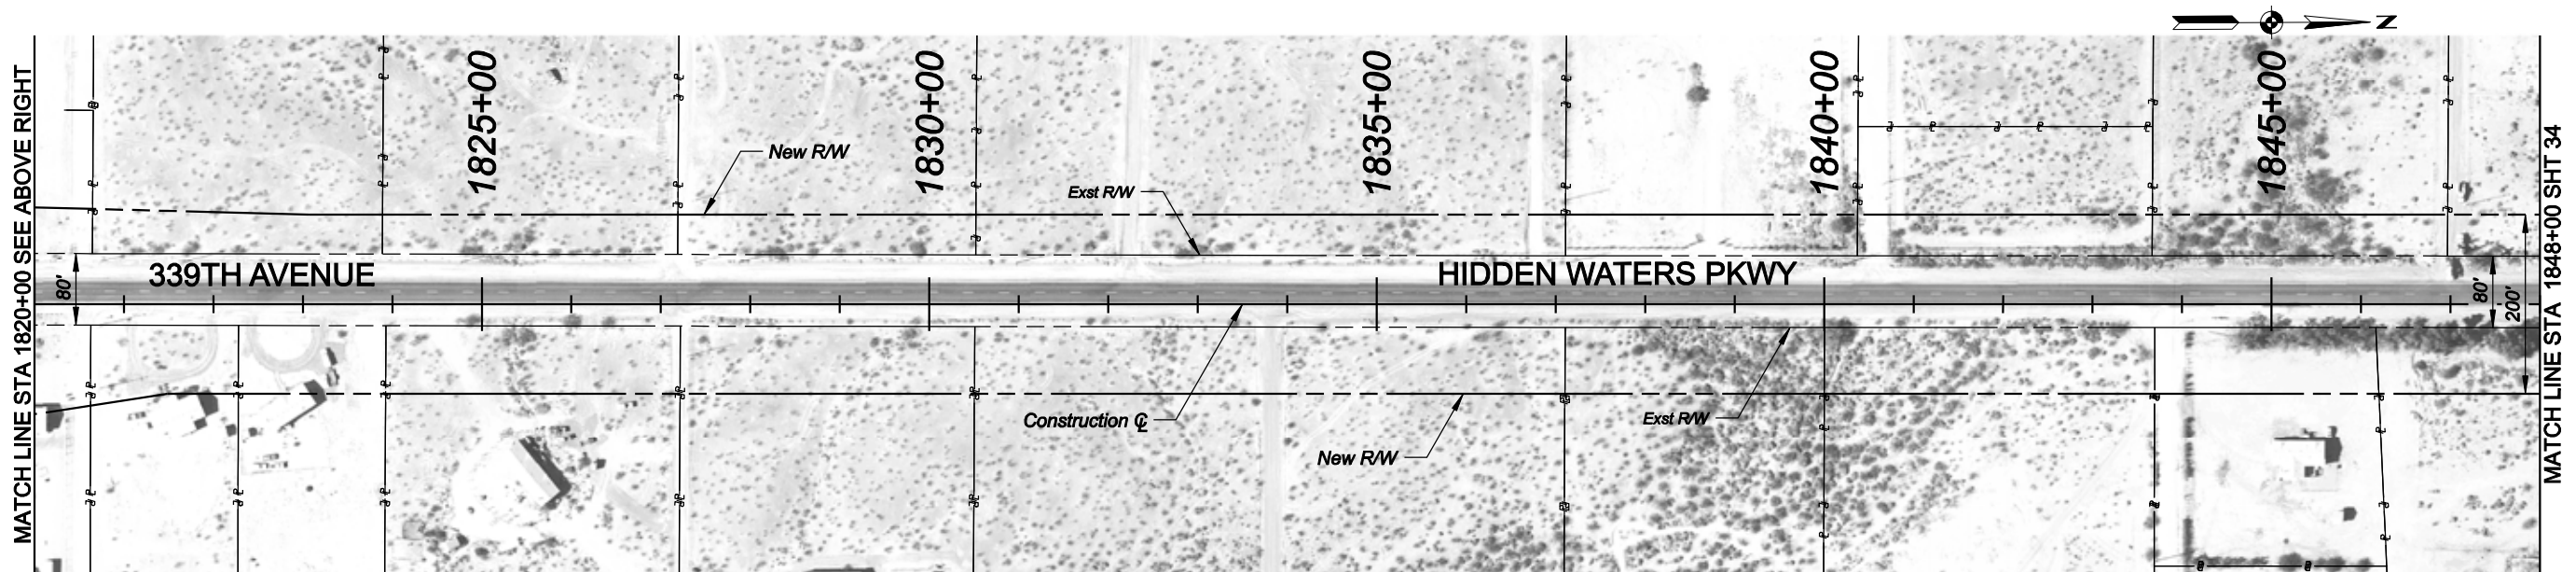 N
MATCH LINE STA 1820+00 SEE ABOVE RIGHT
1825+00
1830+00
1835+00
1840+00
1845+00
MATCH LINE STA 1848+00 SHT 34
New R/W
Exst R/W
339TH AVENUE
HIDDEN WATERS PKWY
80'
80'
200'
Construction ℄
Exst R/W
New R/W